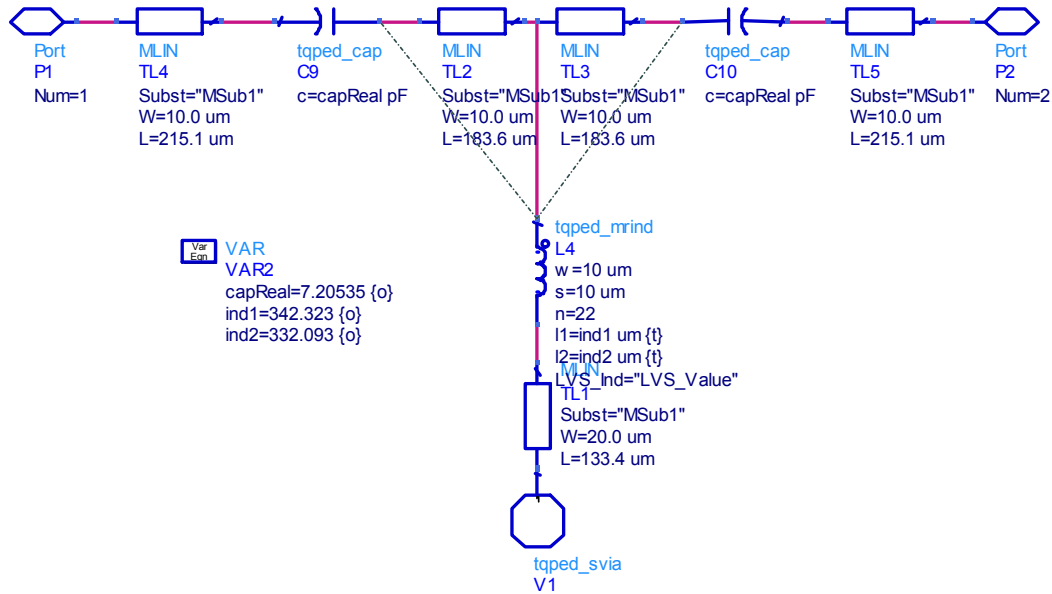 Port
P1
Num=1
MLIN
TL4
Subst="MSub1"
W=10.0 um
L=215.1 um
tqped_cap
C9
c=capReal pF
MLIN
TL2
Subst="MSub1"
W=10.0 um
L=183.6 um
MLIN
TL3
Subst="MSub1"
W=10.0 um
L=183.6 um
tqped_cap
C10
c=capReal pF
MLIN
TL5
Subst="MSub1"
W=10.0 um
L=215.1 um
Port
P2
Num=2
Var
Eqn
VAR
VAR2
capReal=7.20535 {o}
ind1=342.323 {o}
ind2=332.093 {o}
tqped_mrind
L4
w=10 um
s=10 um
n=22
l1=ind1 um {t}
l2=ind2 um {t}
LVS_Ind="LVS_Value"
MLIN
TL1
Subst="MSub1"
W=20.0 um
L=133.4 um
tqped_svia
V1